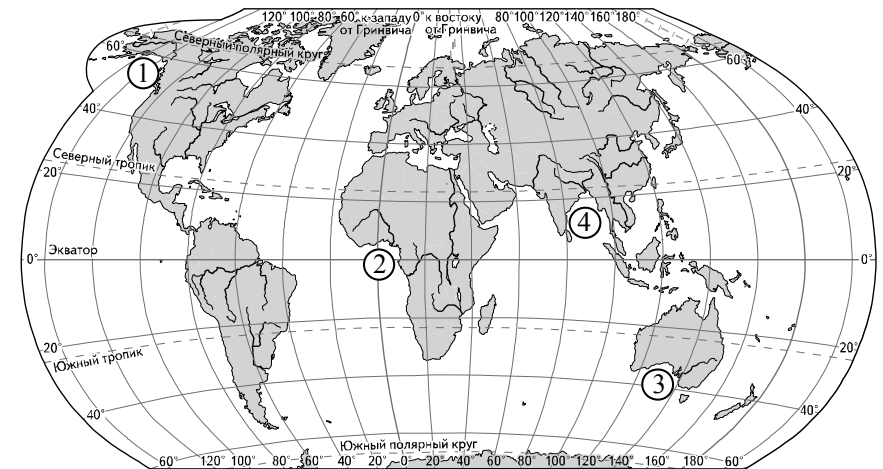 120° 100° 80° 60° к западу 0° к востоку 80° 100° 120° 140° 160° 180°
от Гринвича от Гринвича
Северный полярный круг
60° 60°
1
40° 40°
Северный тропик
20° 20°
4
Экватор
0° 0°
2
20° 20°
Южный тропик
3
40° 40°
Южный полярный круг
60° 120° 100° 80° 60° 40° 20° 0° 20° 40° 60° 80° 100° 120° 140° 160° 180° 60°